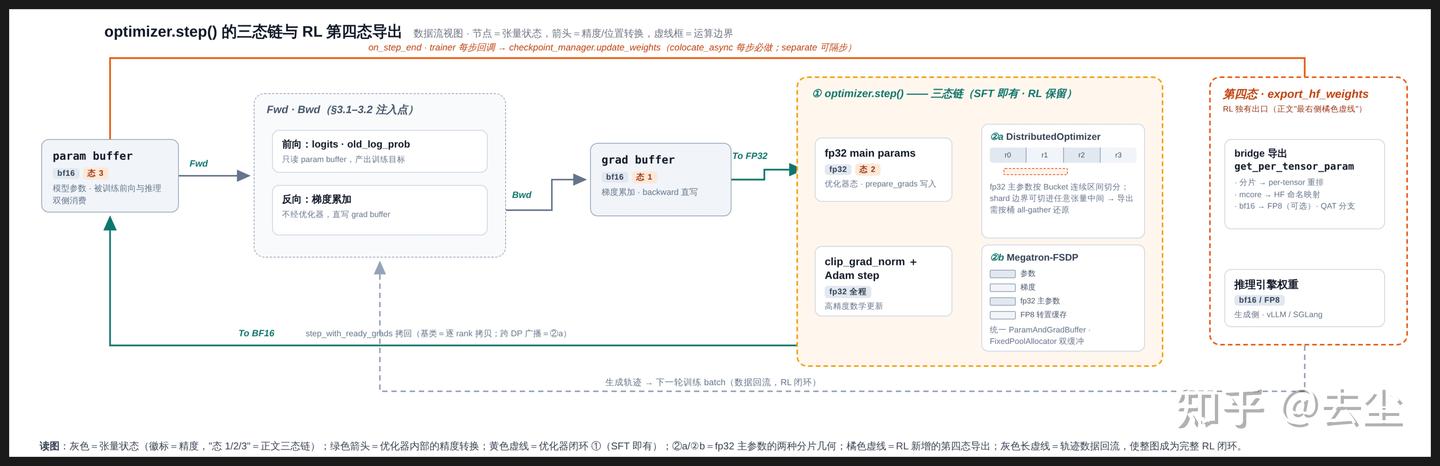 optimizer.step() 的三态链与 RL 第四态导出 数据流视图 · 节点＝张量状态，箭头＝精度/位置转换，虚线框＝运算边界
on_step_end · trainer 每步回调 → checkpoint_manager.update_weights（colocate_async 每步必做；separate 可隔步）
param buffer
bf16 态 3
模型参数 · 被训练前向与推理
双侧消费
Fwd
Fwd · Bwd（§3.1–3.2 注入点）
前向：logits · old_log_prob
只读 param buffer，产出训练目标
反向：梯度累加
不经优化器，直写 grad buffer
Bwd
grad buffer
bf16 态 1
梯度累加 · backward 直写
To FP32
① optimizer.step() —— 三态链（SFT 即有 · RL 保留）
fp32 main params
fp32 态 2
优化器态 · prepare_grads 写入
clip_grad_norm ＋
Adam step
fp32 全程
高精度数学更新
②a DistributedOptimizer
r0 r1 r2 r3
fp32 主参数按 Bucket 连续区间切分；
shard 边界可切进任意张量中间 → 导出
需按桶 all-gather 还原
②b Megatron-FSDP
参数
梯度
fp32 主参数
FP8 转置缓存
统一 ParamAndGradBuffer ·
FixedPoolAllocator 双缓冲
第四态 · export_hf_weights
RL 独有出口（正文"最右侧橘色虚线"）
bridge 导出
get_per_tensor_param
· 分片 → per-tensor 重排
· mcore → HF 命名映射
· bf16 → FP8（可选）· QAT 分支
推理引擎权重
bf16 / FP8
生成侧 · vLLM / SGLang
To BF16 step_with_ready_grads 拷回（基类＝逐 rank 拷贝；跨 DP 广播＝②a）
生成轨迹 → 下一轮训练 batch（数据回流，RL 闭环）
知乎 @去尘
读图：灰色＝张量状态（徽标＝精度，"态 1/2/3"＝正文三态链）；绿色箭头＝优化器内部的精度转换；黄色虚线＝优化器闭环 ①（SFT 即有）；②a/②b＝fp32 主参数的两种分片几何；橘色虚线＝RL 新增的第四态导出；灰色长虚线＝轨迹数据回流，使整图成为完整 RL 闭环。